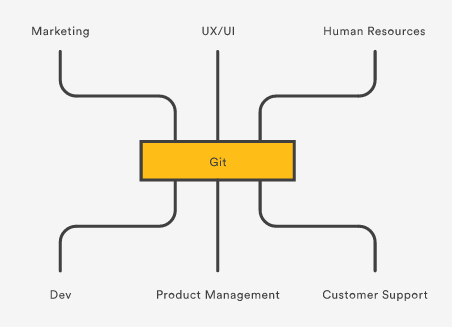 Marketing
UX/UI
Human Resources
Git
Dev
Product Management
Customer Support